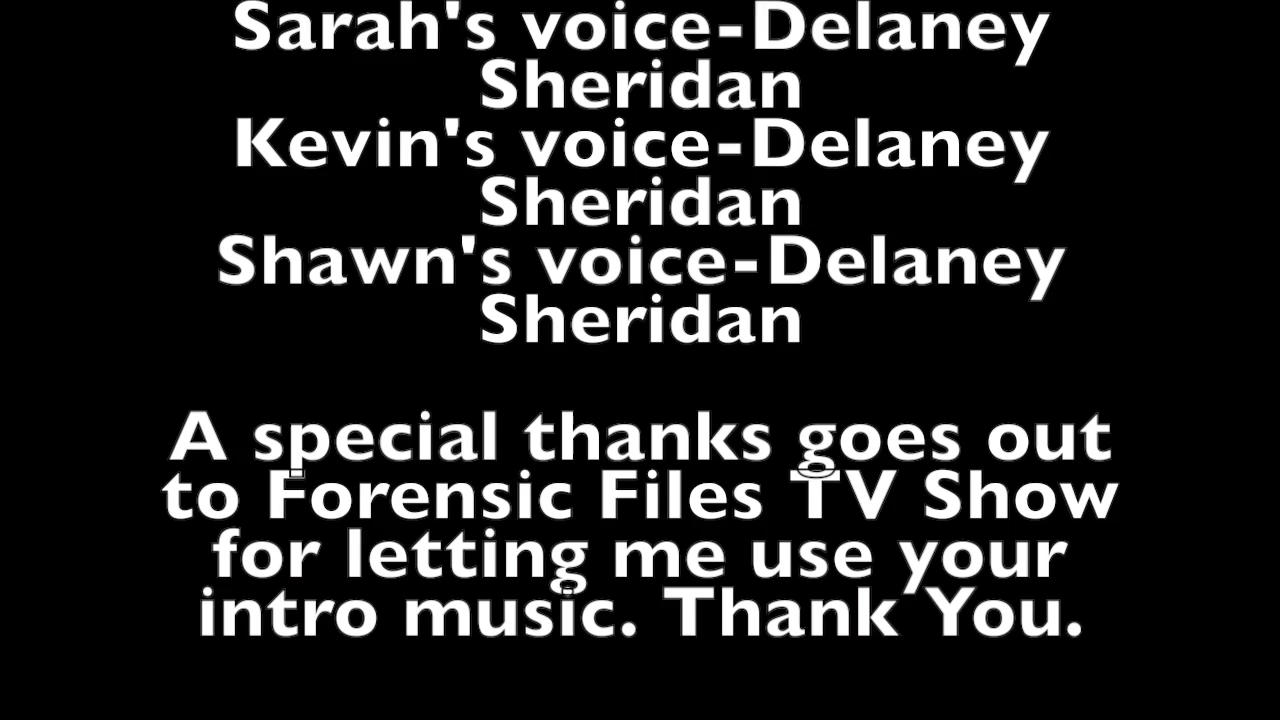 Sarah's voice-Delaney
Sheridan
Kevin's voice-Delaney
Sheridan
Shawn's voice-Delaney
Sheridan
A special thanks goes out
to Forensic Files TV Show
for letting me use your
intro music. Thank You.